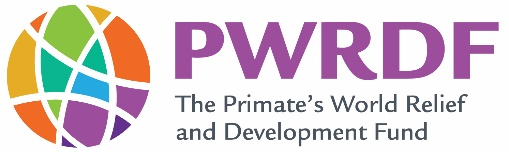 PWRDF
The Primate's World Relief
and Development Fund